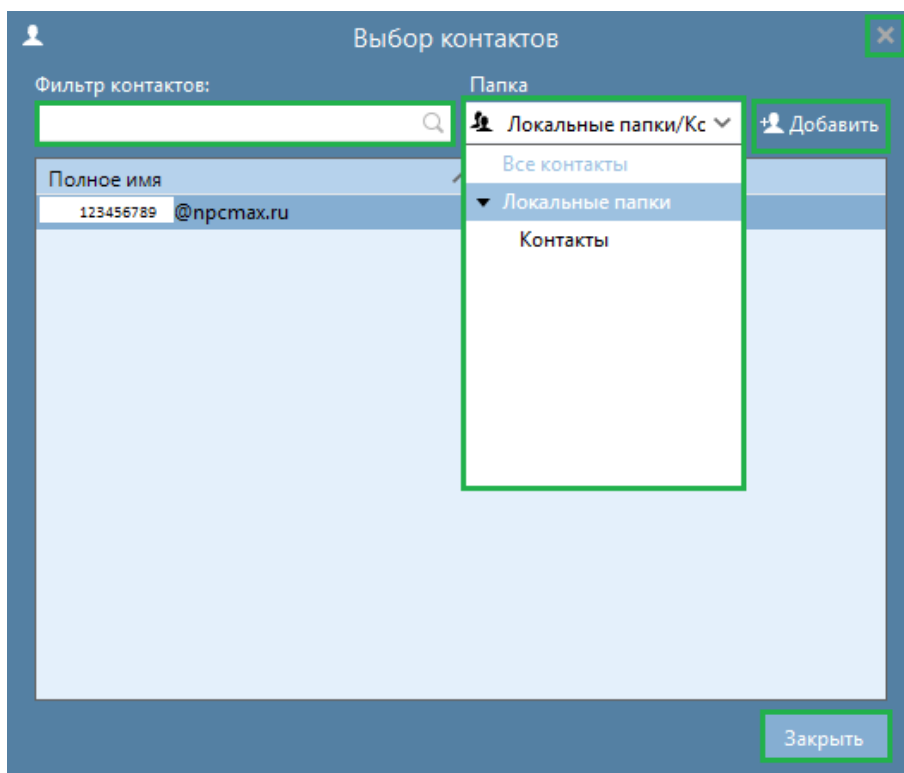 Выбор контактов
Фильтр контактов:
Папка
Локальные папки/Кс
Добавить
Полное имя
Все контакты
123456789 @npcmax.ru
Локальные папки
Контакты
Закрыть